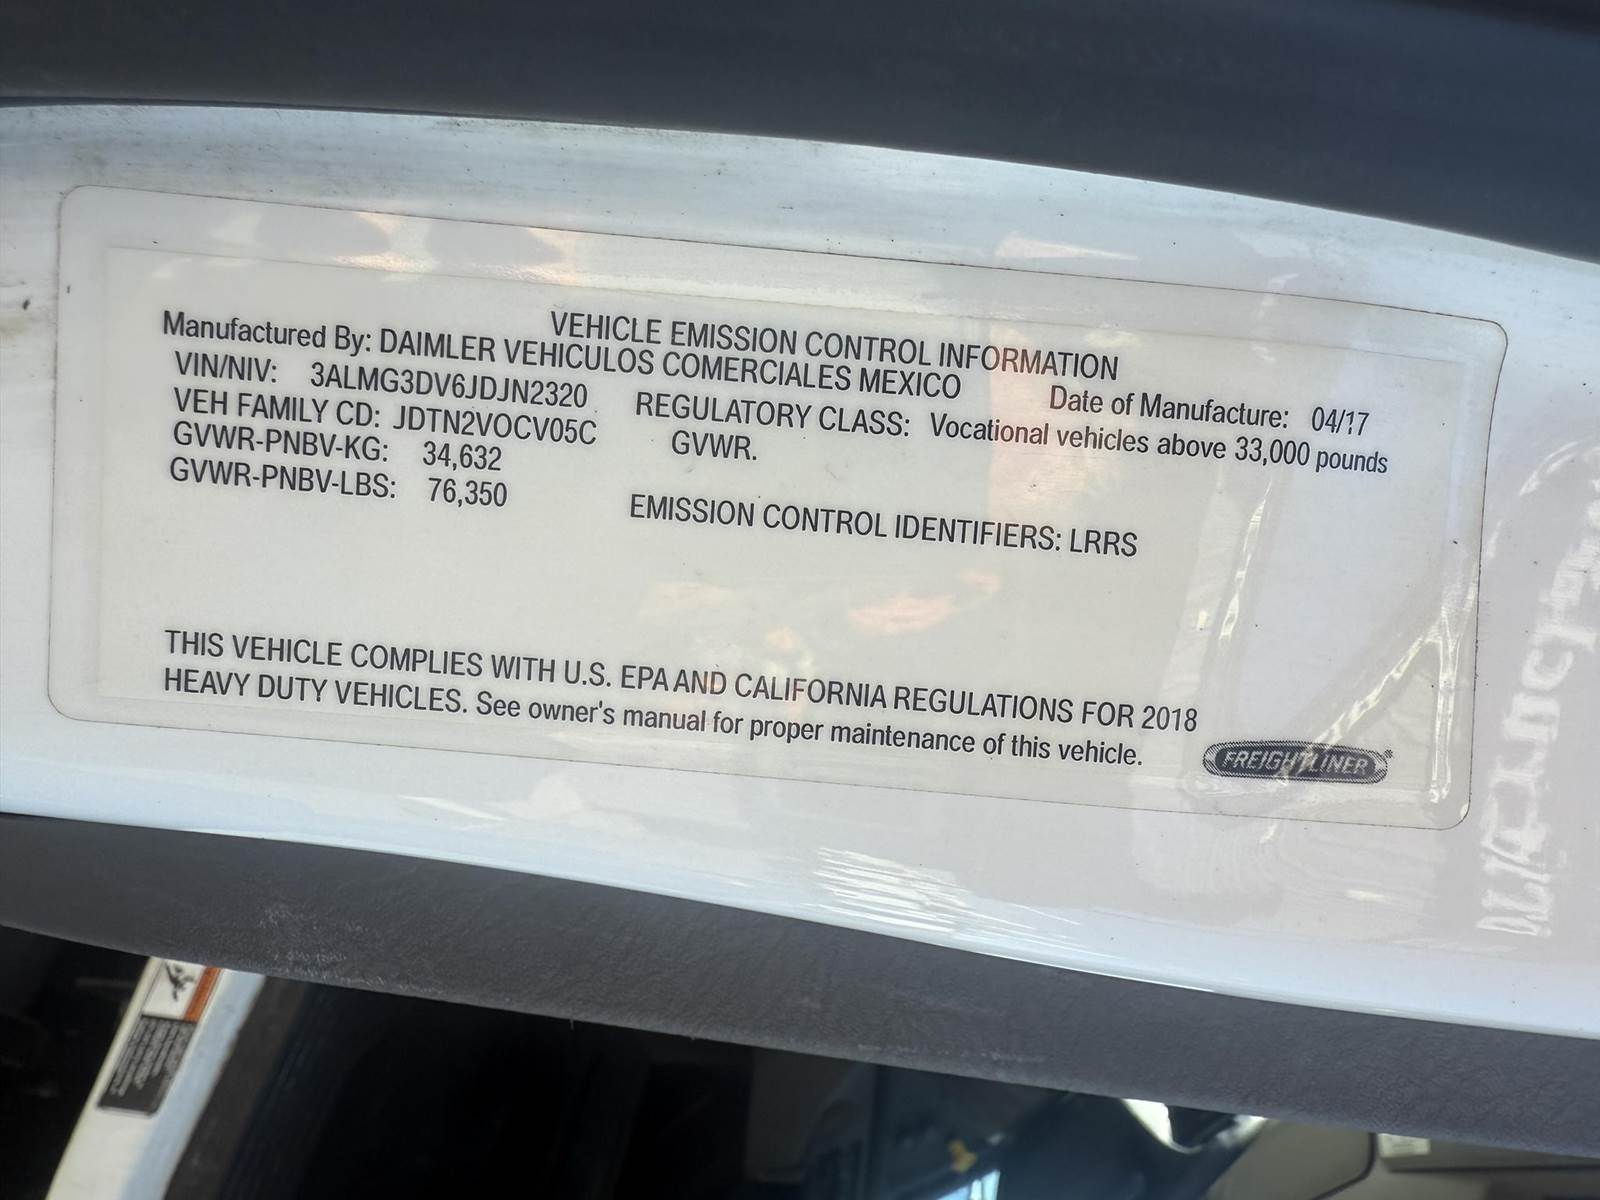 VEHICLE EMISSION CONTROL INFORMATION
Manufactured By: DAIMLER VEHICULOS COMERCIALES MEXICO Date of Manufacture: 04/17
VIN/NIV: 3ALMG3DV6JDJN2320 REGULATORY CLASS: Vocational vehicles above 33,000 pounds
VEH FAMILY CD: JDTN2VOCV05C GVWR.
GVWR-PNBV-KG: 34,632
GVWR-PNBV-LBS: 76,350 EMISSION CONTROL IDENTIFIERS: LRRS
THIS VEHICLE COMPLIES WITH U.S. EPA AND CALIFORNIA REGULATIONS FOR 2018
HEAVY DUTY VEHICLES. See owner's manual for proper maintenance of this vehicle.
FREIGHTLINER®